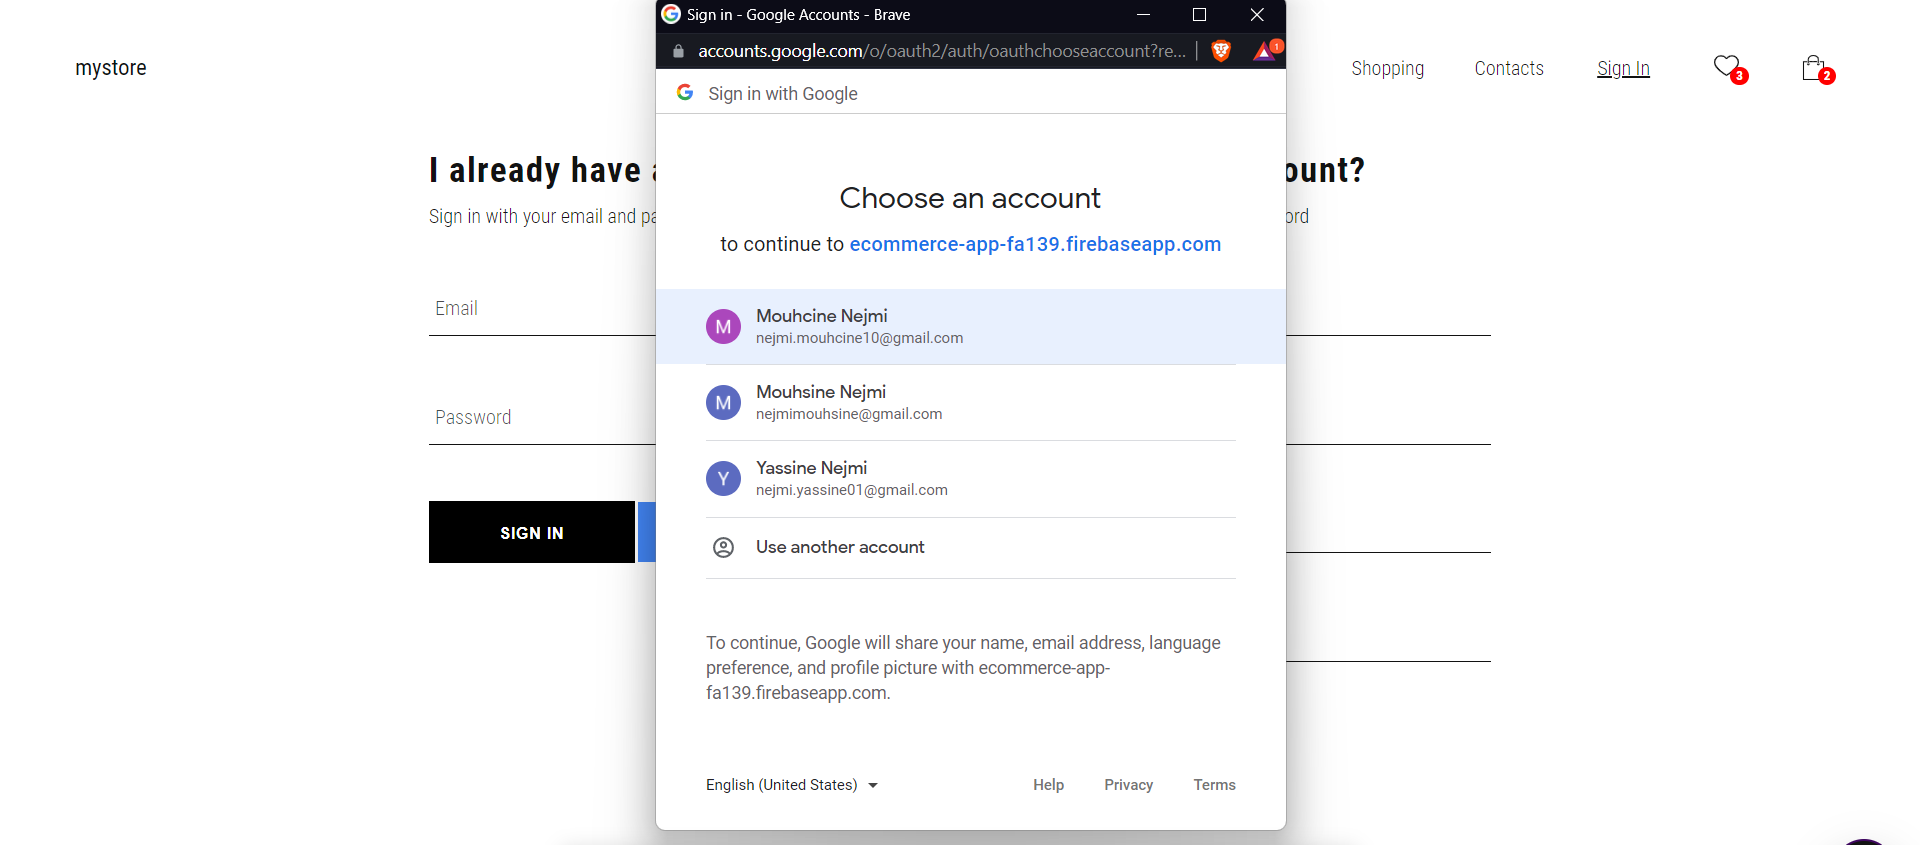 Sign in - Google Accounts - Brave
accounts.google.com/o/oauth2/auth/oauthchooseaccount?re...
1
mystore
Shopping
Contacts
Sign In
3
2
Sign in with Google
I already have
ount?
Sign in with your email and pa
ord
Choose an account
to continue to ecommerce-app-fa139.firebaseapp.com
Email
Password
SIGN IN
Mouhcine Nejmi
nejmi.mouhcine10@gmail.com
Mouhsine Nejmi
nejmimouhsine@gmail.com
Yassine Nejmi
nejmi.yassine01@gmail.com
Use another account
To continue, Google will share your name, email address, language
preference, and profile picture with ecommerce-app-
fa139.firebaseapp.com.
English (United States)
Help
Privacy
Terms
M
M
Y